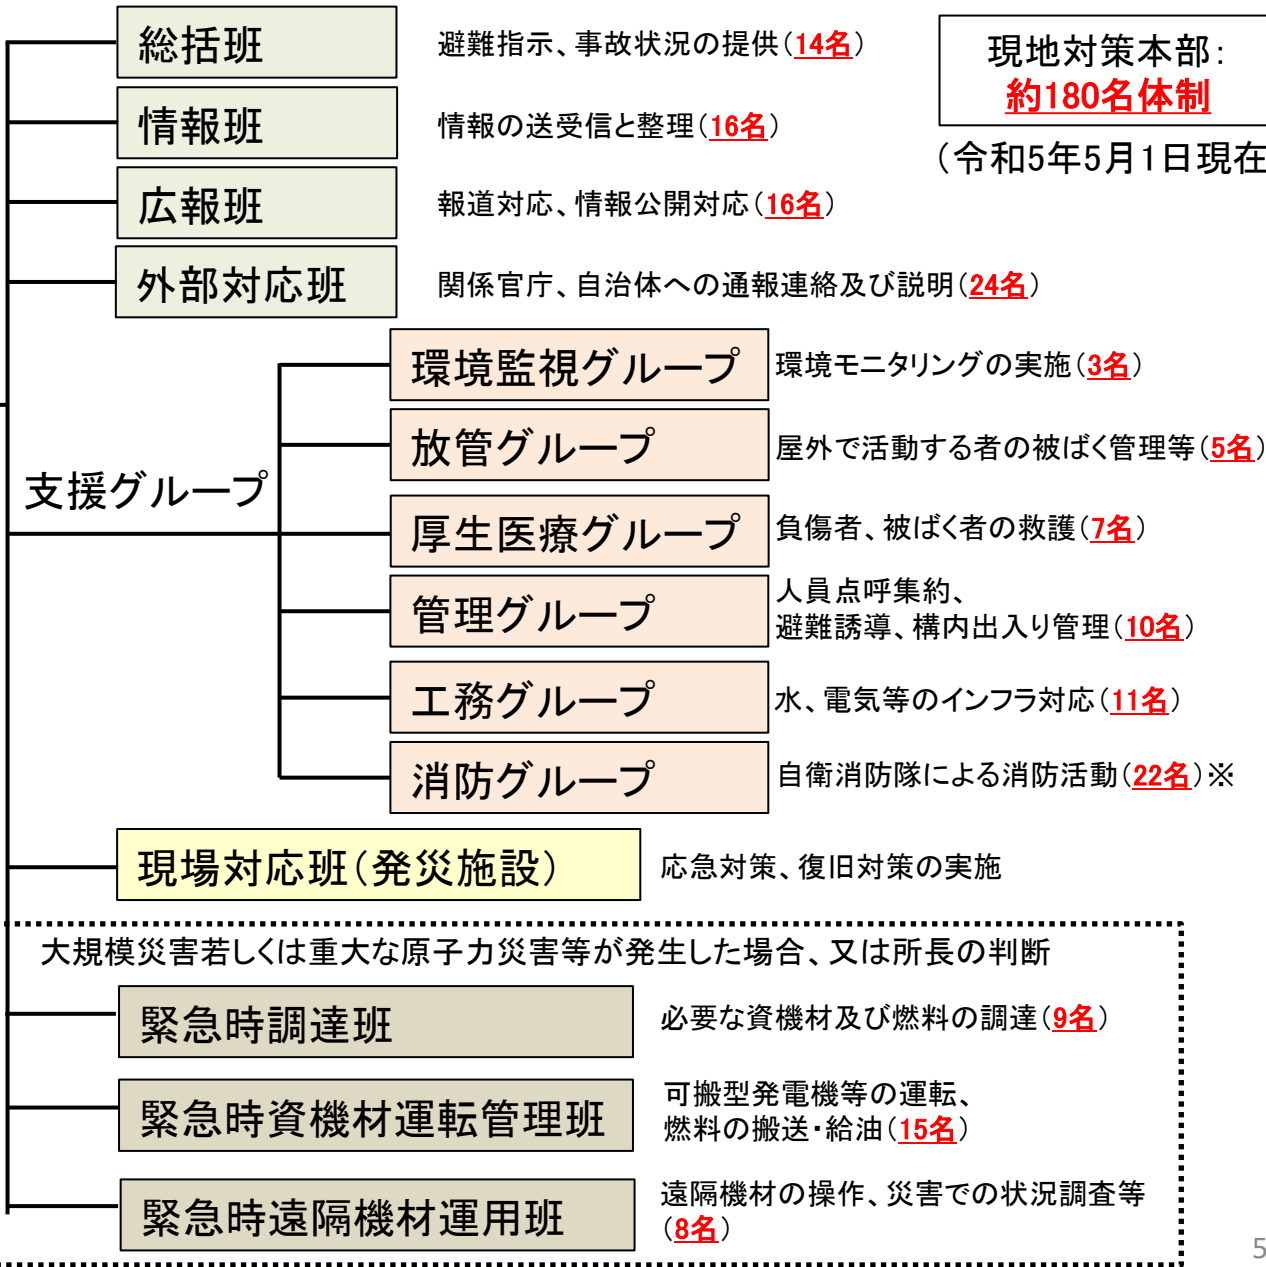 総括班
避難指示、事故状況の提供(14名)
現地対策本部:
約180名体制
(令和5年5月1日現在
情報班
情報の送受信と整理(16名)
広報班
報道対応、情報公開対応(16名)
外部対応班
関係官庁、自治体への通報連絡及び説明(24名)
支援グループ
環境監視グループ
環境モニタリングの実施(3名)
放管グループ
屋外で活動する者の被ばく管理等(5名)
厚生医療グループ
負傷者、被ばく者の救護(7名)
管理グループ
人員点呼集約、
避難誘導、構内出入り管理(10名)
工務グループ
水、電気等のインフラ対応(11名)
消防グループ
自衛消防隊による消防活動(22名)※
現場対応班(発災施設)
応急対策、復旧対策の実施
大規模災害若しくは重大な原子力災害等が発生した場合、又は所長の判断
緊急時調達班
必要な資機材及び燃料の調達(9名)
緊急時資機材運転管理班
可搬型発電機等の運転、
燃料の搬送・給油(15名)
緊急時遠隔機材運用班
遠隔機材の操作、災害での状況調査等
(8名)
5